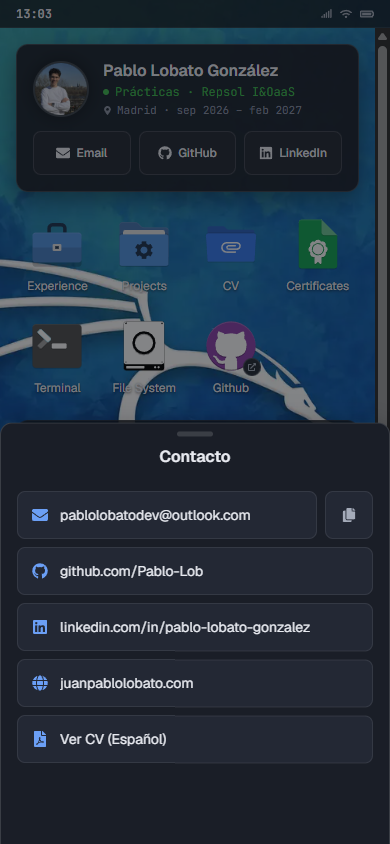 13:03
Pablo Lobato González
Prácticas · Repsol I&OaaS
Madrid · sep 2026 – feb 2027
Email
GitHub
LinkedIn
Experience
Projects
CV
Certificates
Terminal
File System
Github
Contacto
pablolobatodev@outlook.com
github.com/Pablo-Lob
linkedin.com/in/pablo-lobato-gonzalez
juanpablolobato.com
Ver CV (Español)